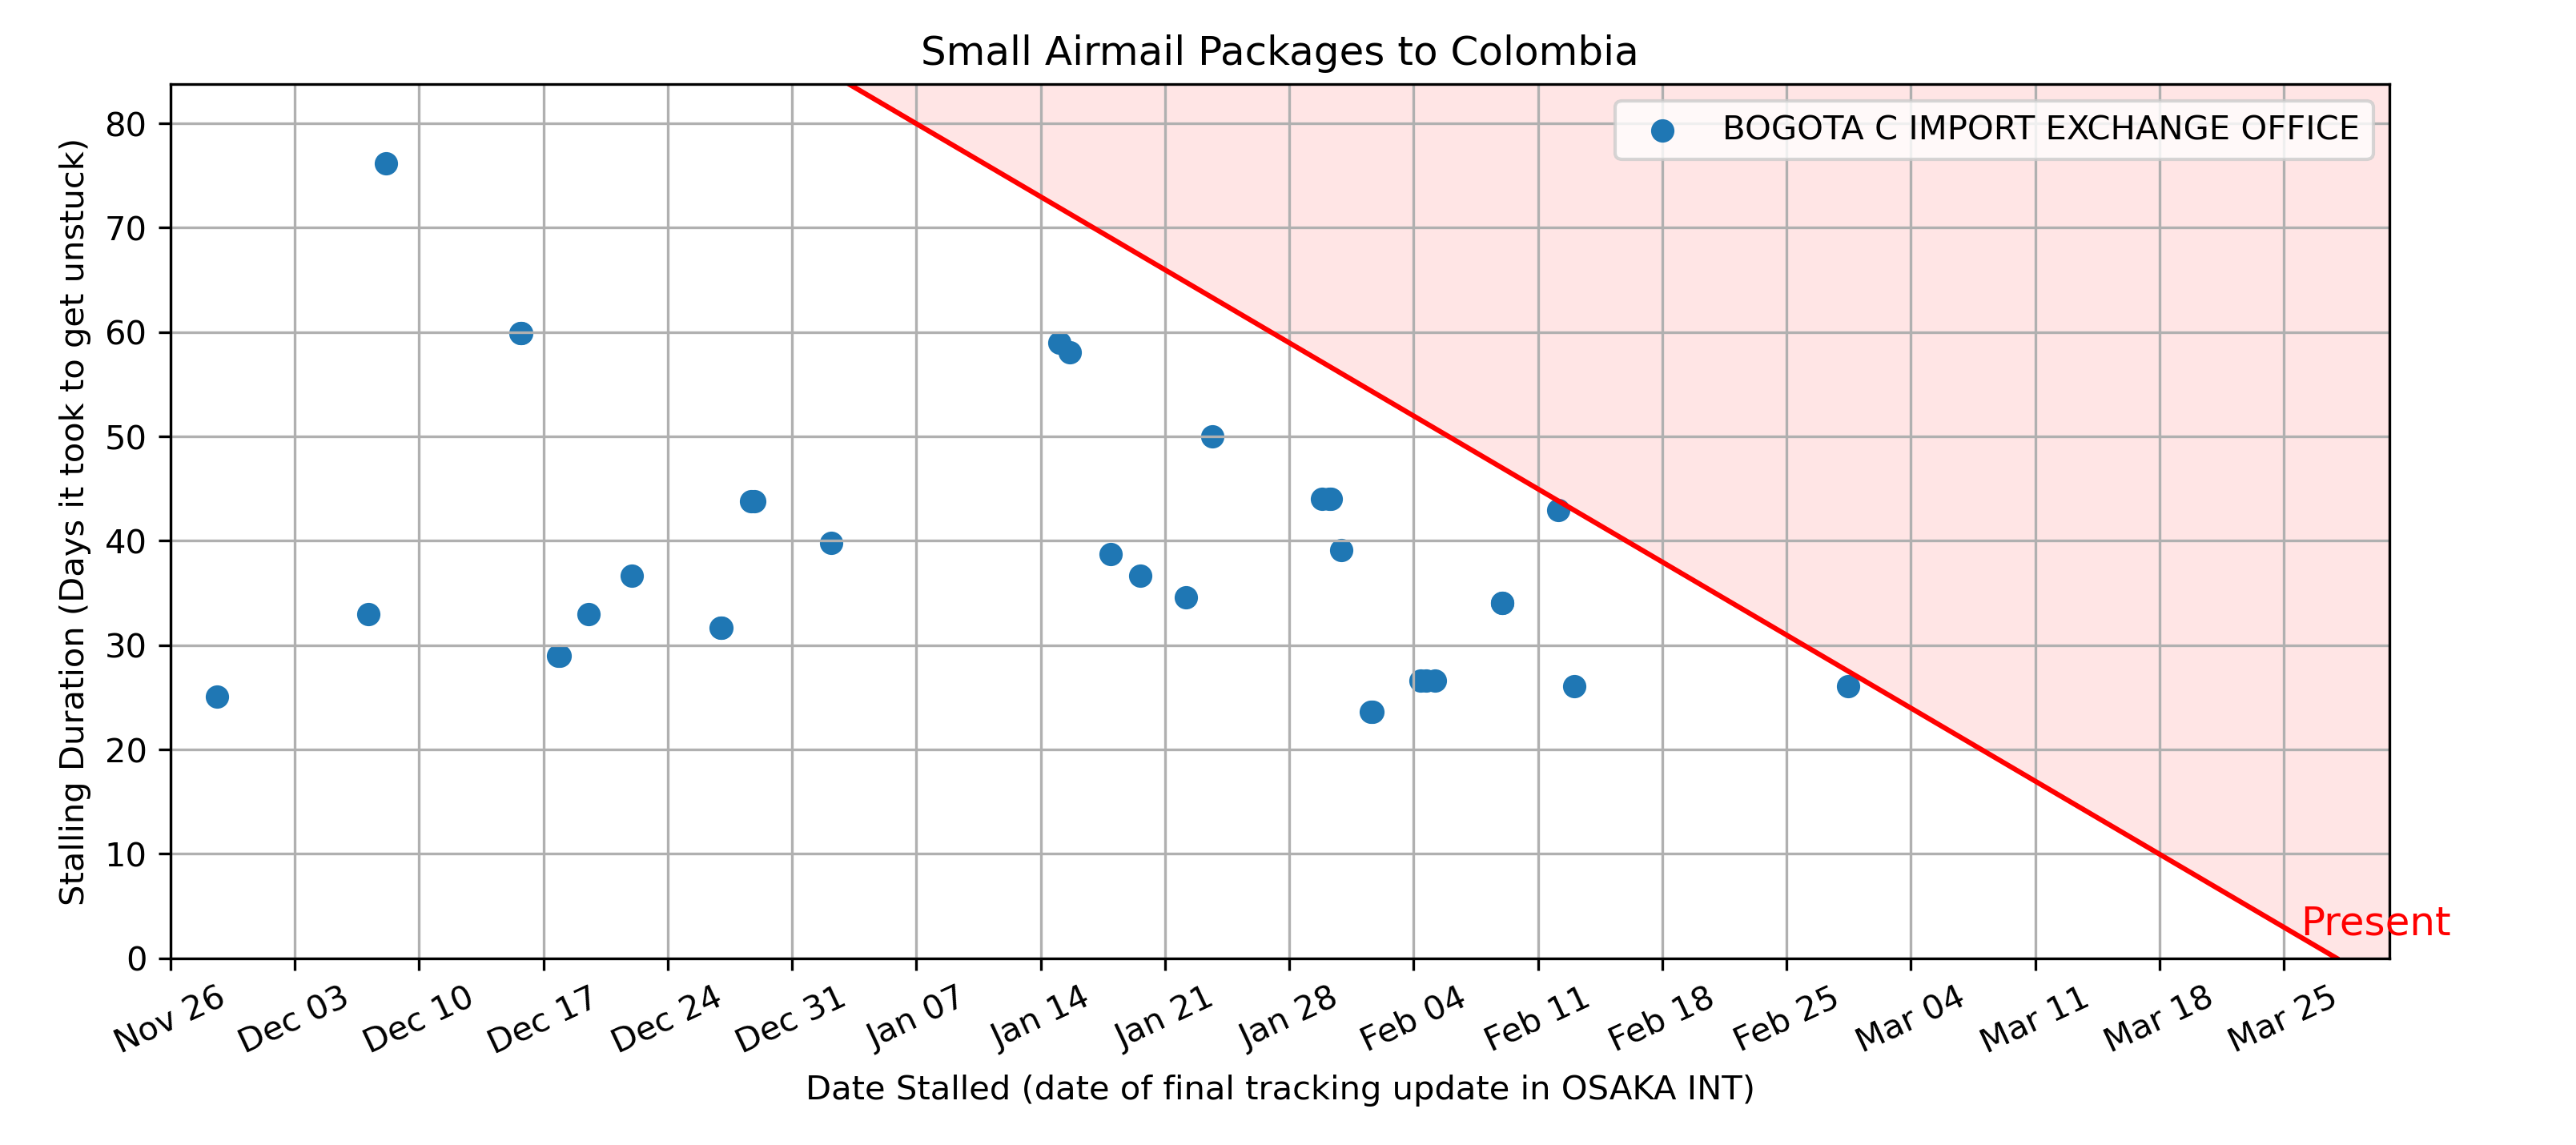 Small Airmail Packages to Colombia
BOGOTA C IMPORT EXCHANGE OFFICE
Stalling Duration (Days it took to get unstuck)
80
70
60
50
40
30
20
10
0
Present
Nov 26
Dec 03
Dec 10
Dec 17
Dec 24
Dec 31
Jan 07
Jan 14
Jan 21
Jan 28
Feb 04
Feb 11
Feb 18
Feb 25
Mar 04
Mar 11
Mar 18
Mar 25
Date Stalled (date of final tracking update in OSAKA INT)